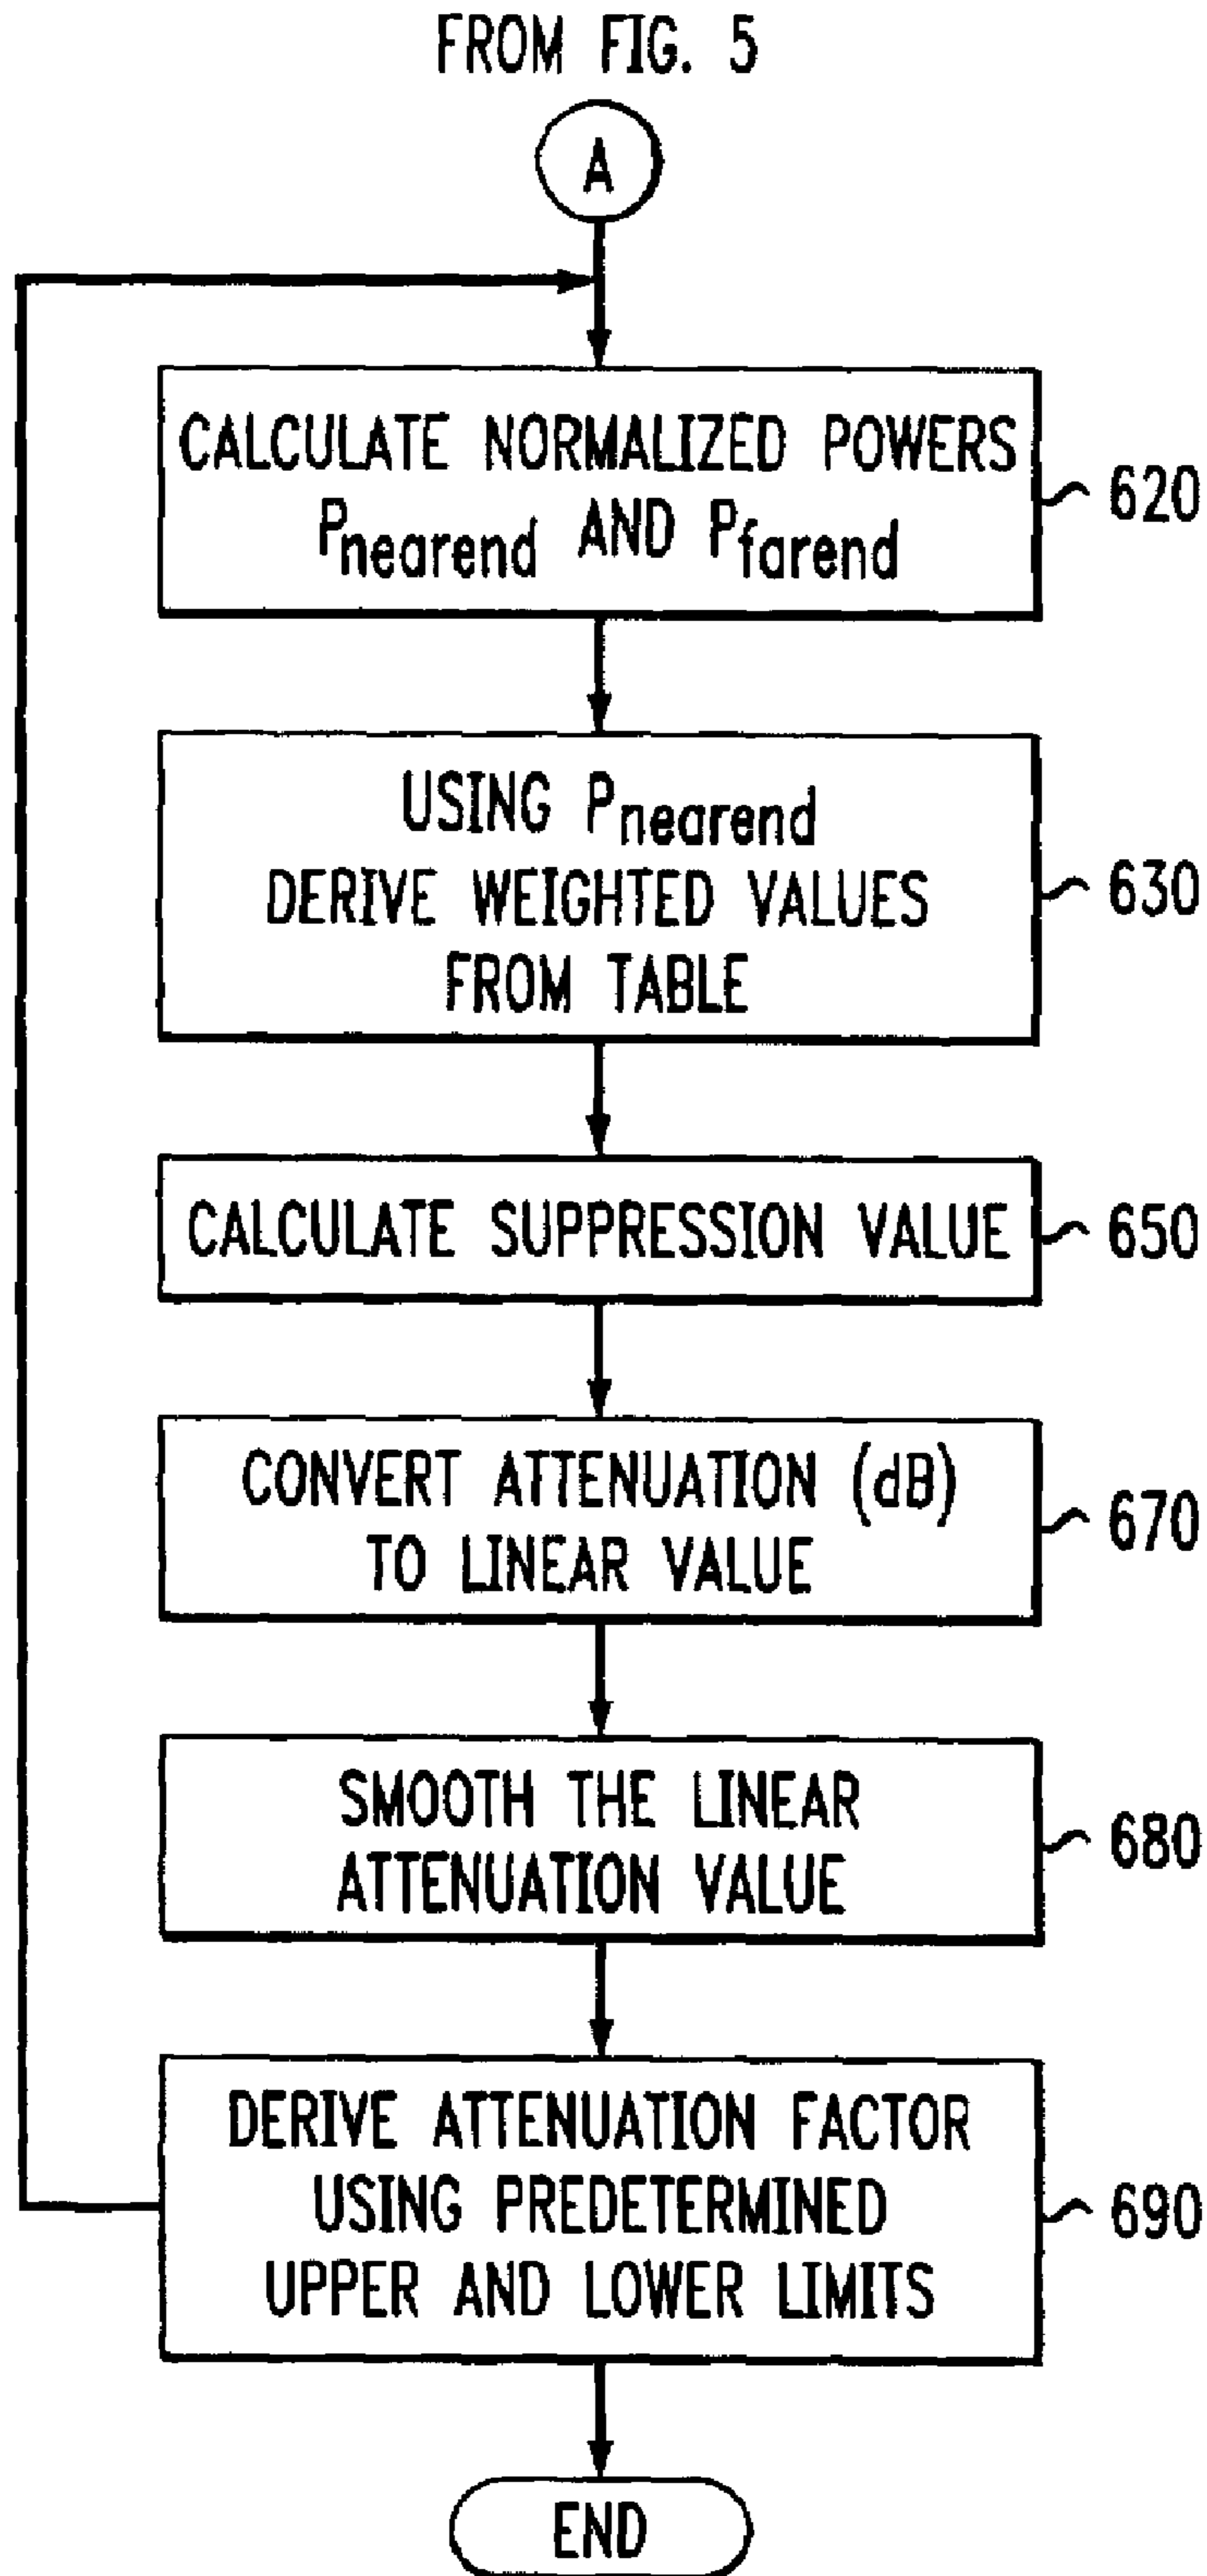 FROM FIG. 5
A
CALCULATE NORMALIZED POWERS
Pnearend AND Pfarend
620
USING Pnearend
DERIVE WEIGHTED VALUES
FROM TABLE
630
CALCULATE SUPPRESSION VALUE
650
CONVERT ATTENUATION (dB)
TO LINEAR VALUE
670
SMOOTH THE LINEAR
ATTENUATION VALUE
680
DERIVE ATTENUATION FACTOR
USING PREDETERMINED
UPPER AND LOWER LIMITS
690
END